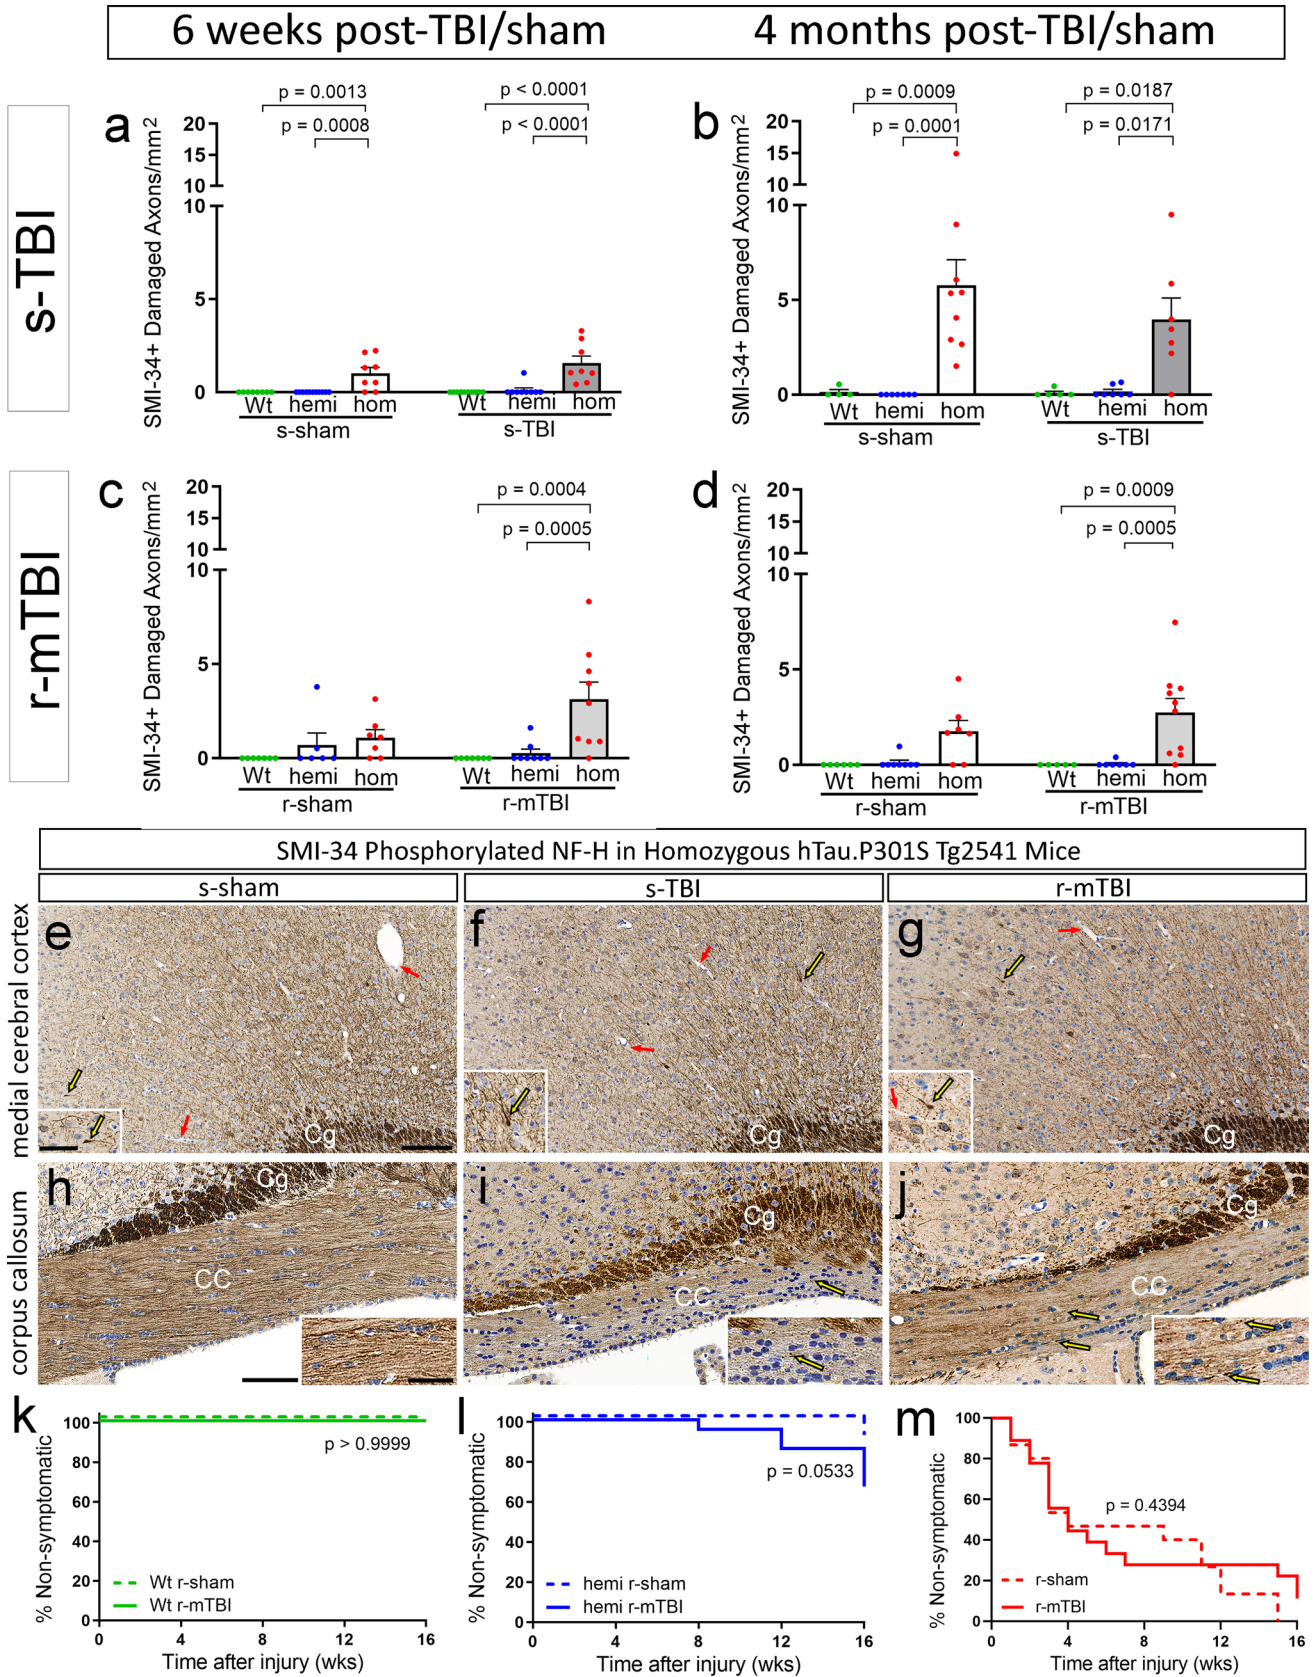 6 weeks post-TBI/sham 4 months post-TBI/sham
s-TBI
a
SMI-34+ Damaged Axons/mm2
20
15
10
10
5
0
p = 0.0013
p = 0.0008
p < 0.0001
p < 0.0001
Wt hemi hom Wt hemi hom
s-sham s-TBI
b
SMI-34+ Damaged Axons/mm2
20
15
10
10
5
0
p = 0.0009
p = 0.0001
p = 0.0187
p = 0.0171
Wt hemi hom Wt hemi hom
s-sham s-TBI
r-mTBI
c
SMI-34+ Damaged Axons/mm2
20
15
10
10
5
0
p = 0.0004
p = 0.0005
Wt hemi hom Wt hemi hom
r-sham r-mTBI
d
SMI-34+ Damaged Axons/mm2
20
15
10
10
5
0
p = 0.0009
p = 0.0005
Wt hemi hom Wt hemi hom
r-sham r-mTBI
SMI-34 Phosphorylated NF-H in Homozygous hTau.P301S Tg2541 Mice
s-sham s-TBI r-mTBI
medial cerebral cortex
e
Cg
f
Cg
g
Cg
corpus callosum
h
Cg
CC
i
Cg
CC
j
Cg
CC
k
% Non-symptomatic
100
80
60
40
20
0
p > 0.9999
Wt r-sham
Wt r-mTBI
0 4 8 12 16
Time after injury (wks)
l
% Non-symptomatic
100
80
60
40
20
0
p = 0.0533
hemi r-sham
hemi r-mTBI
0 4 8 12 16
Time after injury (wks)
m
% Non-symptomatic
100
80
60
40
20
0
p = 0.4394
r-sham
r-mTBI
0 4 8 12 16
Time after injury (wks)